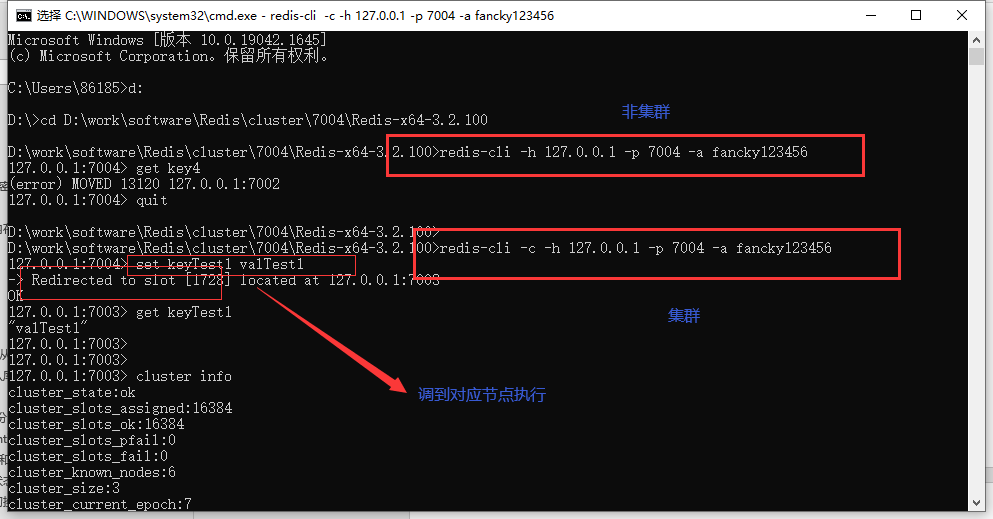 选择 C:\WINDOWS\system32\cmd.exe - redis-cli -c -h 127.0.0.1 -p 7004 -a fancky123456
Microsoft Windows [版本 10.0.19042.1645]
(c) Microsoft Corporation。保留所有权利。
C:\Users\86185>d:
非集群
D:\>cd D:\work\software\Redis\cluster\7004\Redis-x64-3.2.100
D:\work\software\Redis\cluster\7004\Redis-x64-3.2.100>redis-cli -h 127.0.0.1 -p 7004 -a fancky123456
127.0.0.1:7004> get key4
(error) MOVED 13120 127.0.0.1:7002
127.0.0.1:7004> quit
D:\work\software\Redis\cluster\7004\Redis-x64-3.2.100>
D:\work\software\Redis\cluster\7004\Redis-x64-3.2.100>redis-cli -c -h 127.0.0.1 -p 7004 -a fancky123456
127.0.0.1:7004> set keyTest1 valTest1
-> Redirected to slot [1728] located at 127.0.0.1:7003
OK
127.0.0.1:7003> get keyTest1
集群
"valTest1"
127.0.0.1:7003>
127.0.0.1:7003>
127.0.0.1:7003> cluster info
cluster_state:ok
调到对应节点执行
cluster_slots_assigned:16384
cluster_slots_ok:16384
cluster_slots_pfail:0
cluster_slots_fail:0
cluster_known_nodes:6
cluster_size:3
cluster_current_epoch:7